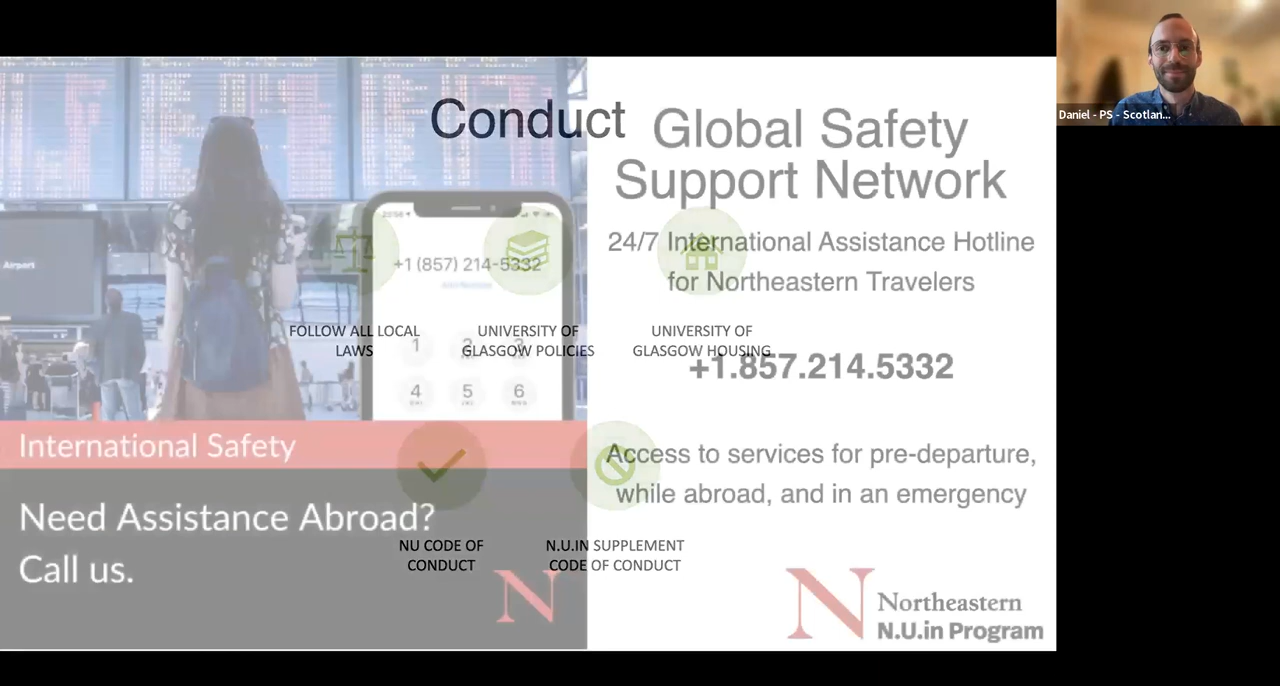 Conduct
Global Safety
Support Network
24/7 International Assistance Hotline
for Northeastern Travelers
+1.857.214.5332
Access to services for pre-departure,
while abroad, and in an emergency
Northeastern
N.U.in Program
Airport
+1 (857) 214-5332
1
4 5 6
International Safety
Need Assistance Abroad?
Call us.
N
N
FOLLOW ALL LOCAL
LAWS
UNIVERSITY OF
GLASGOW POLICIES
UNIVERSITY OF
GLASGOW HOUSING
NU CODE OF
CONDUCT
N.U.IN SUPPLEMENT
CODE OF CONDUCT
Daniel - PS - Scotlan...